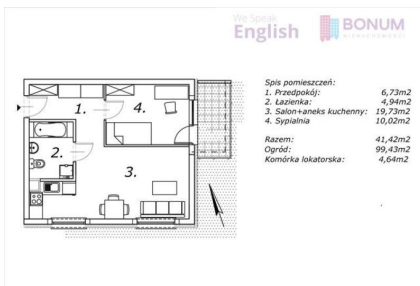 We Speak
English
BONUM
NIERUCHOMOŚCI
Spis pomieszczeń:
1. Przedpokój: 6,73m2
2. Łazienka: 4,94m2
3. Salon+aneks kuchenny: 19,73m2
4. Sypialnia 10,02m2
Razem: 41,42m2
Ogród: 99,43m2
Komórka lokatorska: 4,64m2
1.
4.
2.
3.